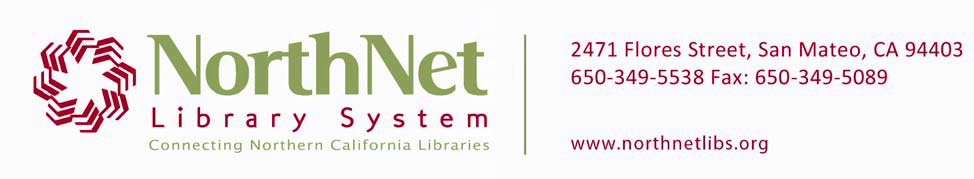 NorthNet
Library System
Connecting Northern California Libraries
2471 Flores Street, San Mateo, CA 94403
650-349-5538 Fax: 650-349-5089
www.northnetlibs.org